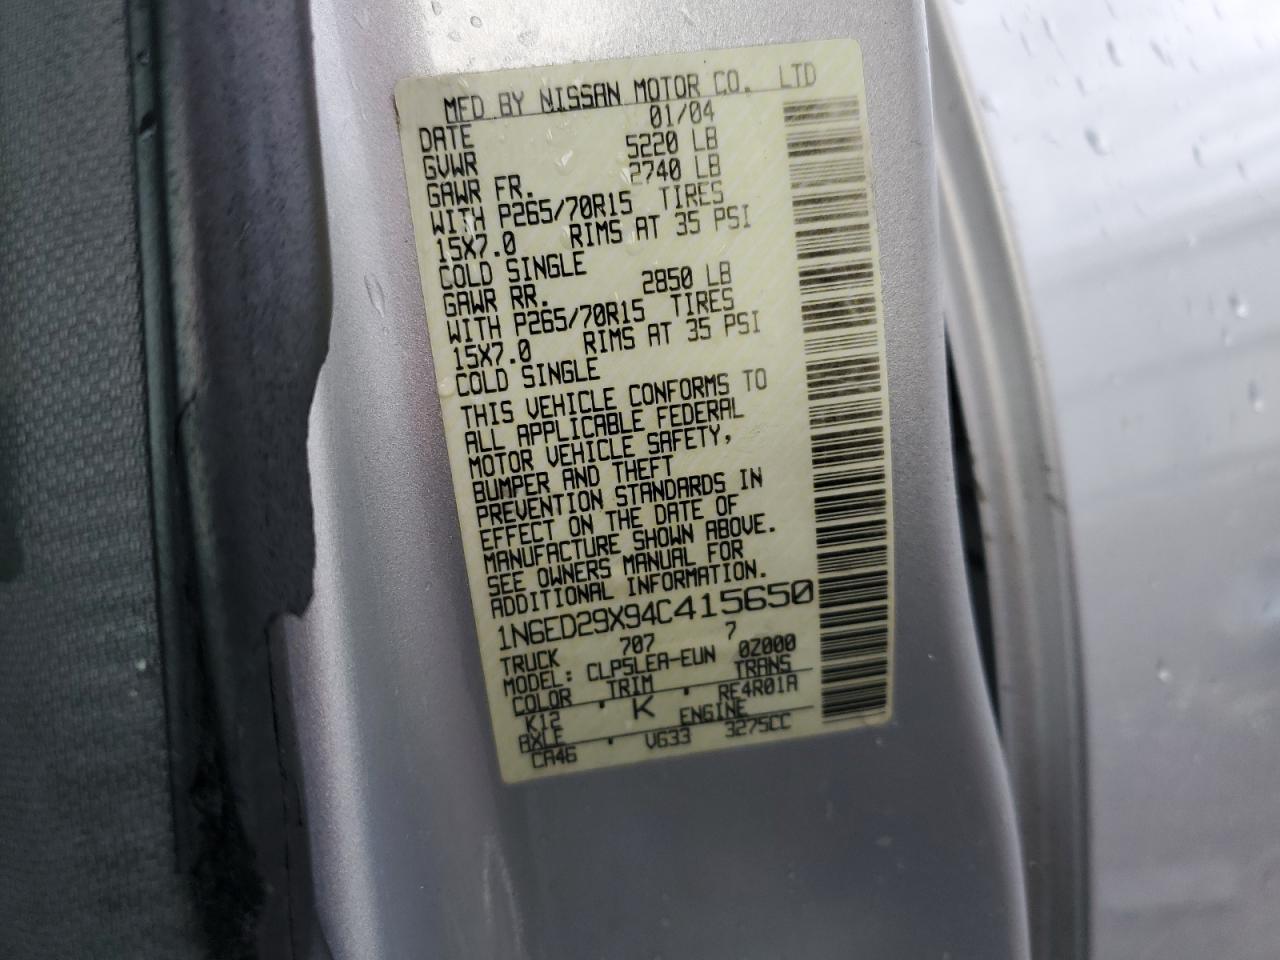 MFD BY NISSAN MOTOR CO. LTD
DATE 01/04
GVWR 5220 LB
GAWR FR. 2740 LB
WITH P265/70R15 TIRES
15X7.0 RIMS AT 35 PSI
COLD SINGLE
GAWR RR. 2850 LB
WITH P265/70R15 TIRES
15X7.0 RIMS AT 35 PSI
COLD SINGLE
THIS VEHICLE CONFORMS TO
ALL APPLICABLE FEDERAL
MOTOR VEHICLE SAFETY,
BUMPER AND THEFT
PREVENTION STANDARDS IN
EFFECT ON THE DATE OF
MANUFACTURE SHOWN ABOVE.
SEE OWNERS MANUAL FOR
ADDITIONAL INFORMATION.
1N6ED29X94C415650
TRUCK 707 7
MODEL: CLPSLEA-EUN 0Z000
COLOR TRIM TRANS
K12 K RE4R01A
AXLE ENGINE
CA46 VG33 3275CC